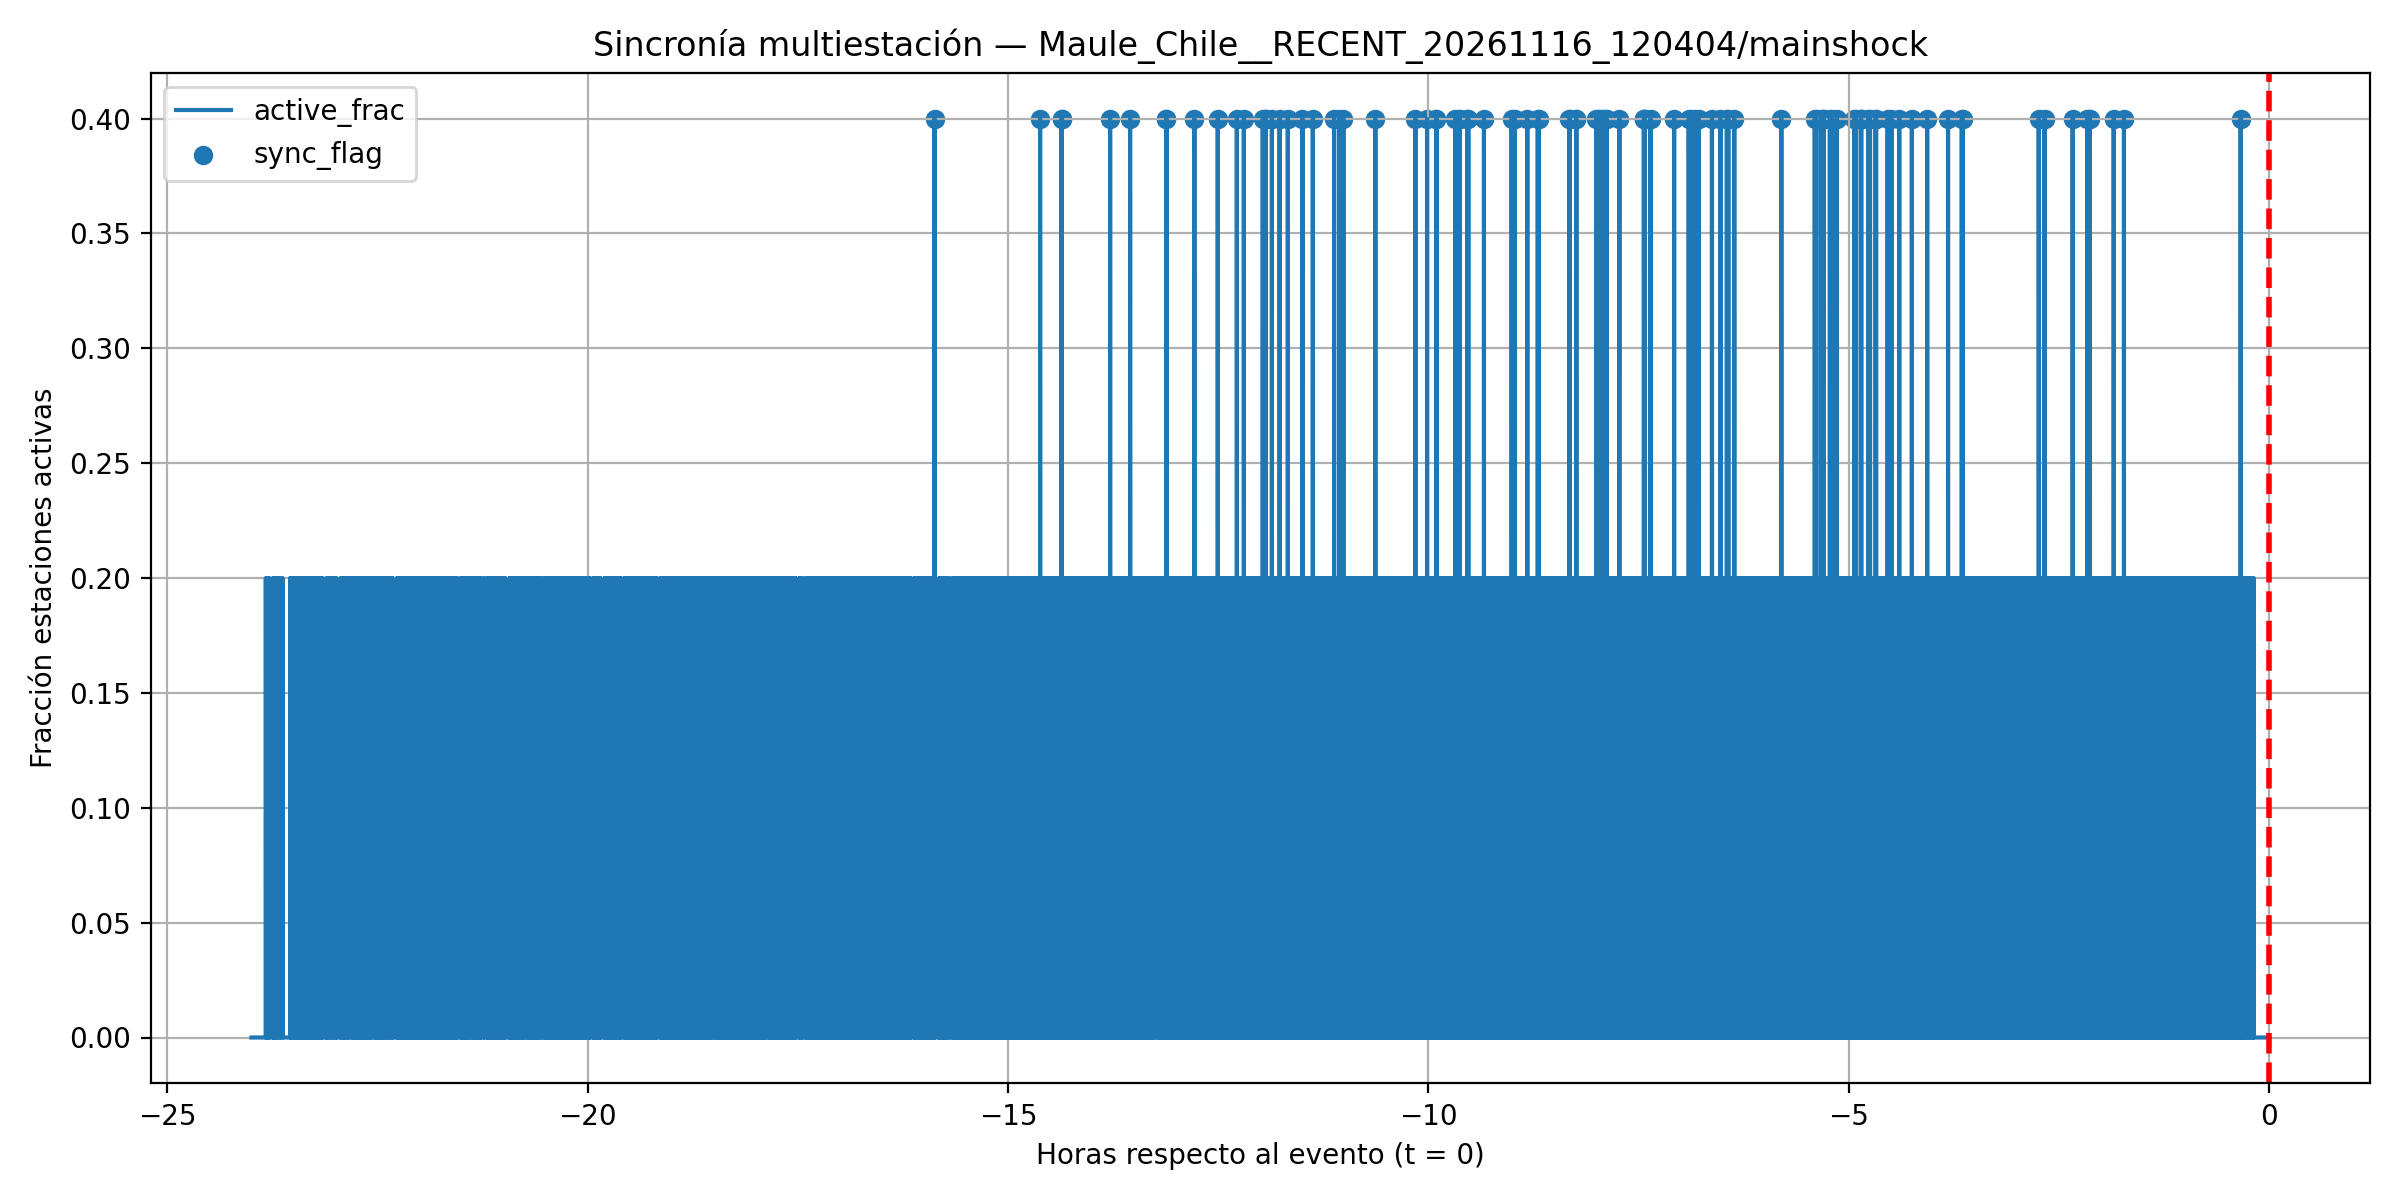 Sincronía multiestación — Maule_Chile__RECENT_20261116_120404/mainshock
active_frac
sync_flag
Fracción estaciones activas
0.40
0.35
0.30
0.25
0.20
0.15
0.10
0.05
0.00
−25 −20 −15 −10 −5 0
Horas respecto al evento (t = 0)